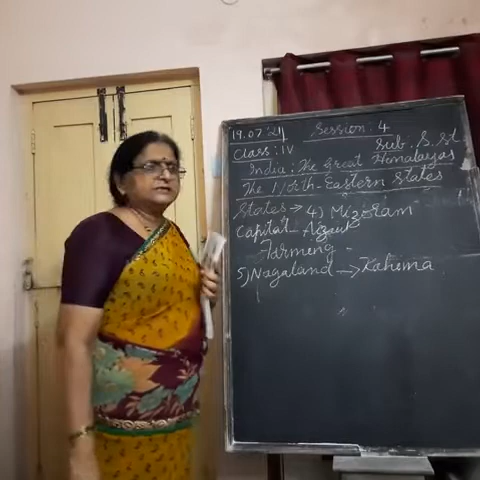 19.07.'21 Session: 4
Class: IV Sub: S.St
India: The Great Himalayas
The North-Eastern States
States → 4) Mizoram
Capital -
Farming -
5) Nagaland → Kohima